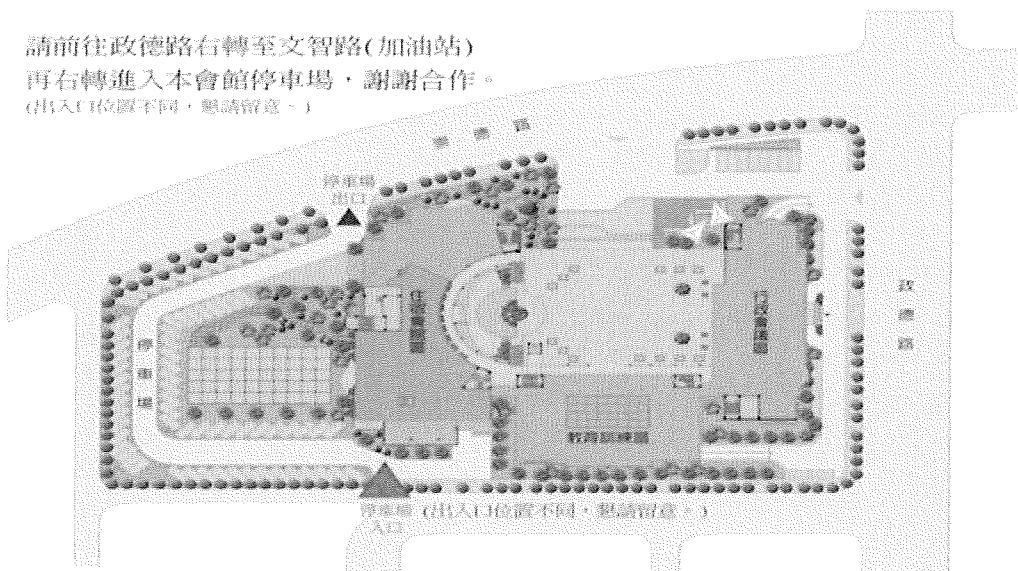 請前往政德路右轉至文智路(加油站)
再右轉進入本會館停車場，謝謝合作。
(出入口位置不同，懇請留意。)
停車場
出口
停
車
場
政
德
路
教育訓練區
停車場
入口
(出入口位置不同，懇請留意。)